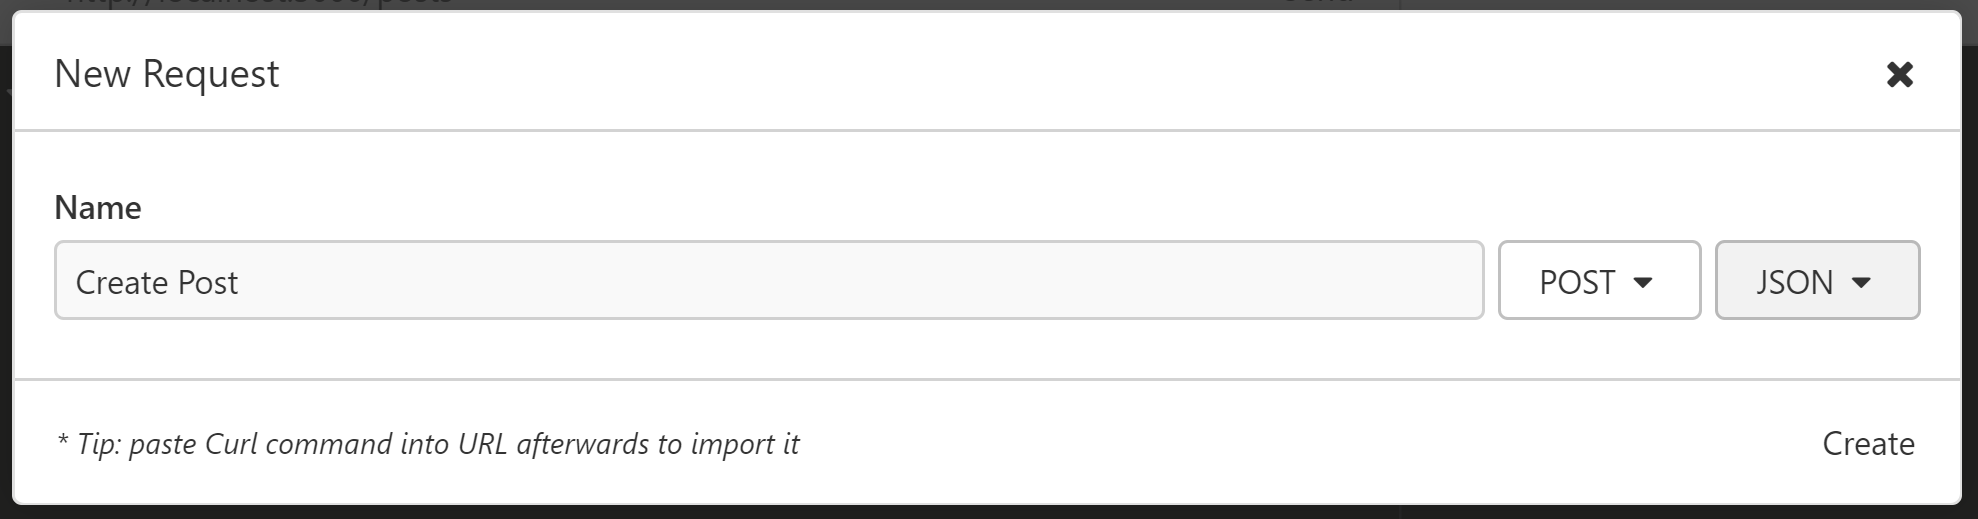 New Request
Name
Create Post
POST
JSON
* Tip: paste Curl command into URL afterwards to import it
Create